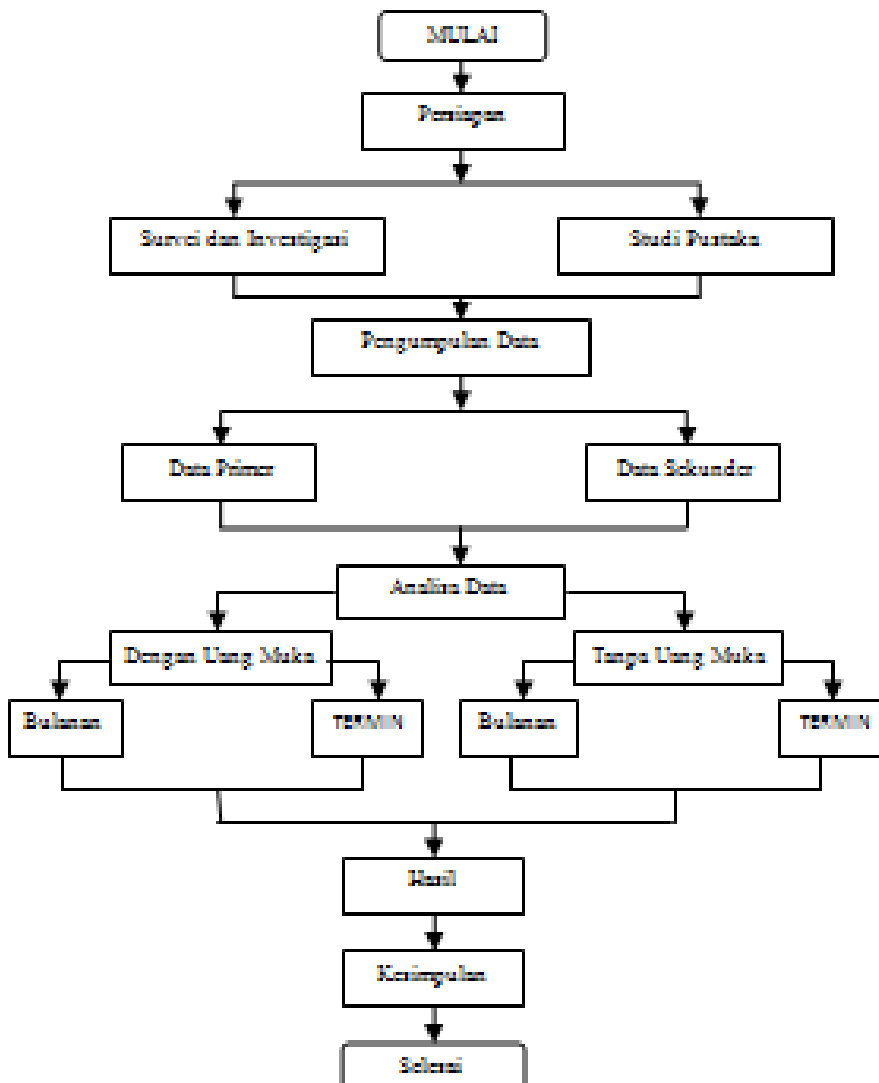 MULAI
Persiapan
Survei dan Investigasi
Studi Pustaka
Pengumpulan Data
Data Primer
Data Sekunder
Analisa Data
Dengan Uang Muka
Tanpa Uang Muka
Bulanan
TERMIN
Bulanan
TERMIN
Hasil
Kesimpulan
Selesai